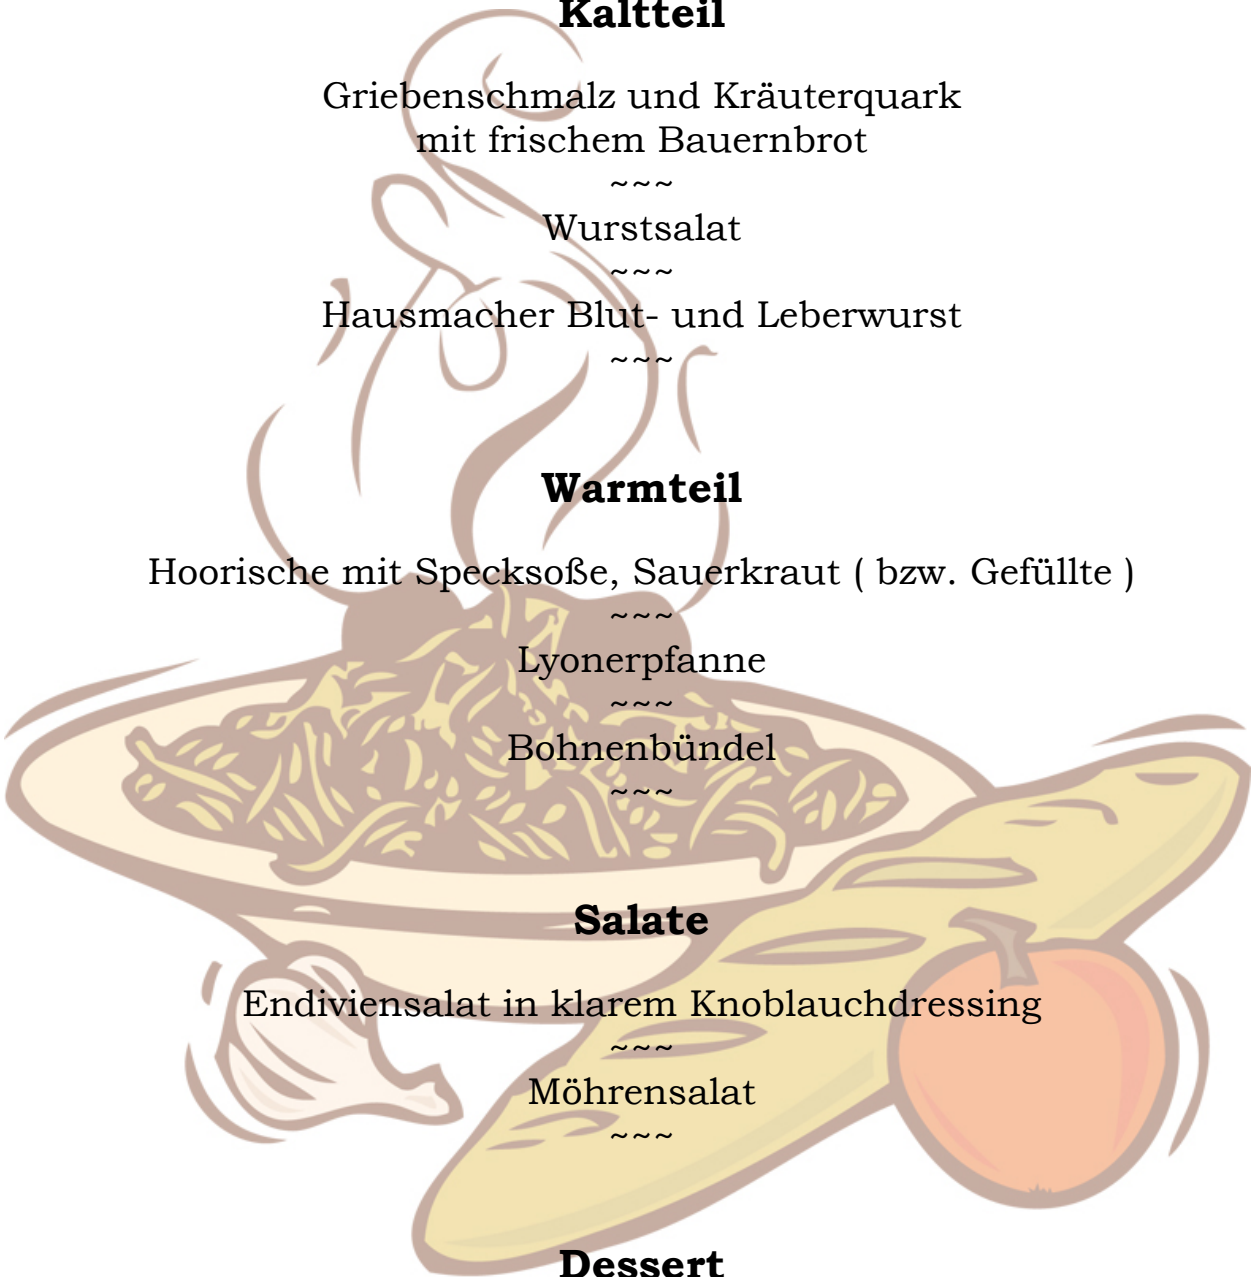 Kaltteil
Griebenschmalz und Kräuterquark
mit frischem Bauernbrot
~~~
Wurstsalat
~~~
Hausmacher Blut- und Leberwurst
~~~
Warmteil
Hoorische mit Specksoße, Sauerkraut ( bzw. Gefüllte )
~~~
Lyonerpfanne
~~~
Bohnenbündel
~~~
Salate
Endiviensalat in klarem Knoblauchdressing
~~~
Möhrensalat
~~~
Dessert